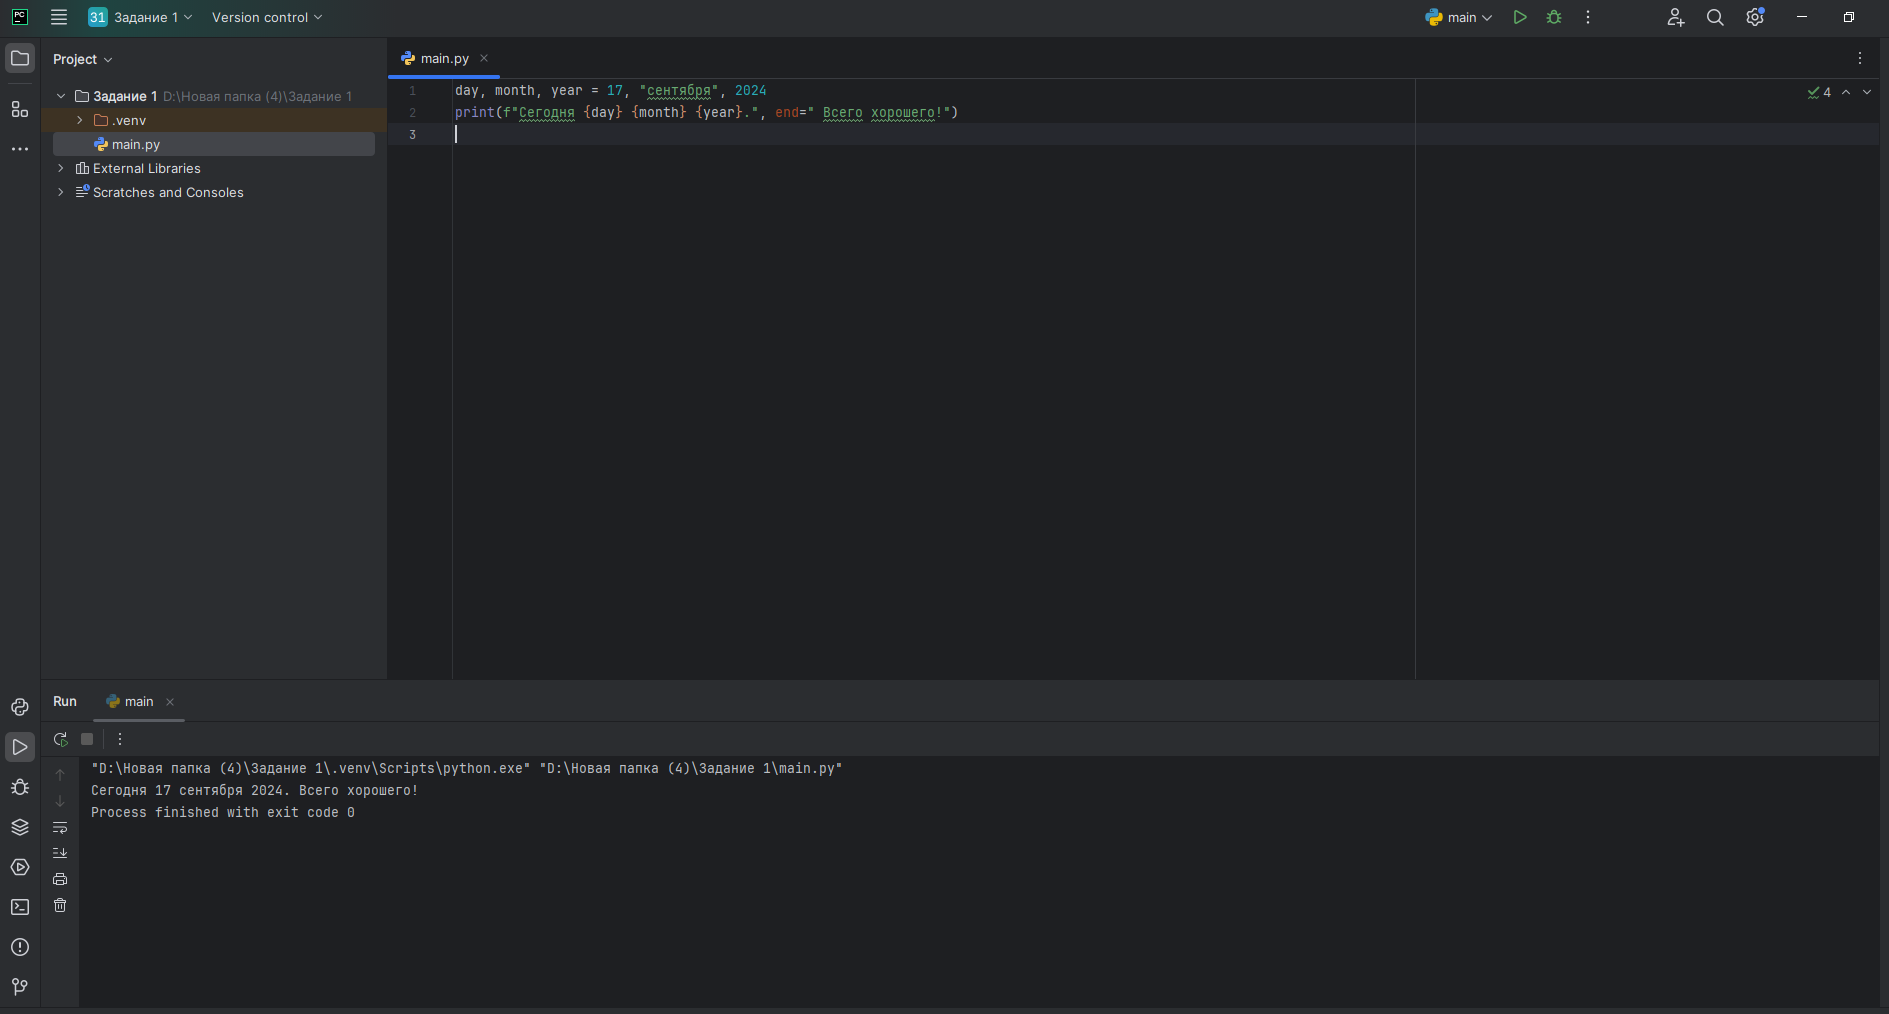 PC
31 Задание 1 Version control
main
Project
Задание 1 D:\Новая папка (4)\Задание 1
.venv
main.py
External Libraries
Scratches and Consoles
main.py
1 day, month, year = 17, "сентября", 2024
2 print(f"Сегодня {day} {month} {year}.", end=" Всего хорошего!")
3
4
Run main
"D:\Новая папка (4)\Задание 1\.venv\Scripts\python.exe" "D:\Новая папка (4)\Задание 1\main.py"
Сегодня 17 сентября 2024. Всего хорошего!
Process finished with exit code 0